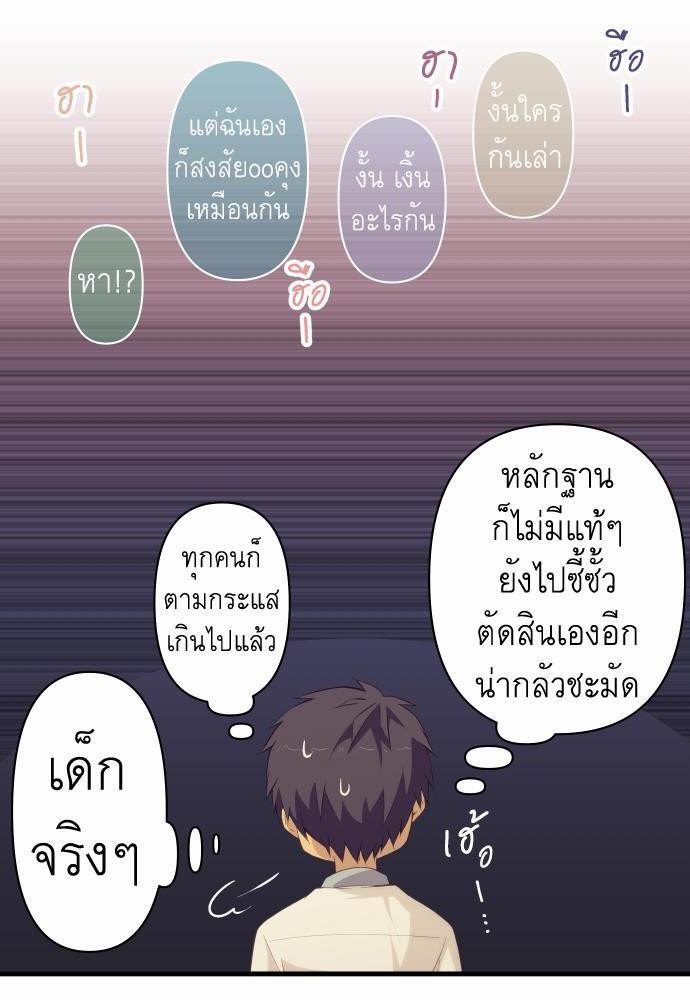 ฮือ
ฮา
ฮา
งั้นใคร
กันเล่า
แต่ฉันเอง
ก็สงสัยooคุง
เหมือนกัน
งั้น เงิ้น
อะไรกัน
หา!?
ฮือ
หลักฐาน
ก็ไม่มีแท้ๆ
ยังไปซี้ซั้ว
ตัดสินเองอีก
น่ากลัวชะมัด
ทุกคนก็
ตามกระแส
เกินไปแล้ว
เด็ก
จริงๆ
เฮ้อ...